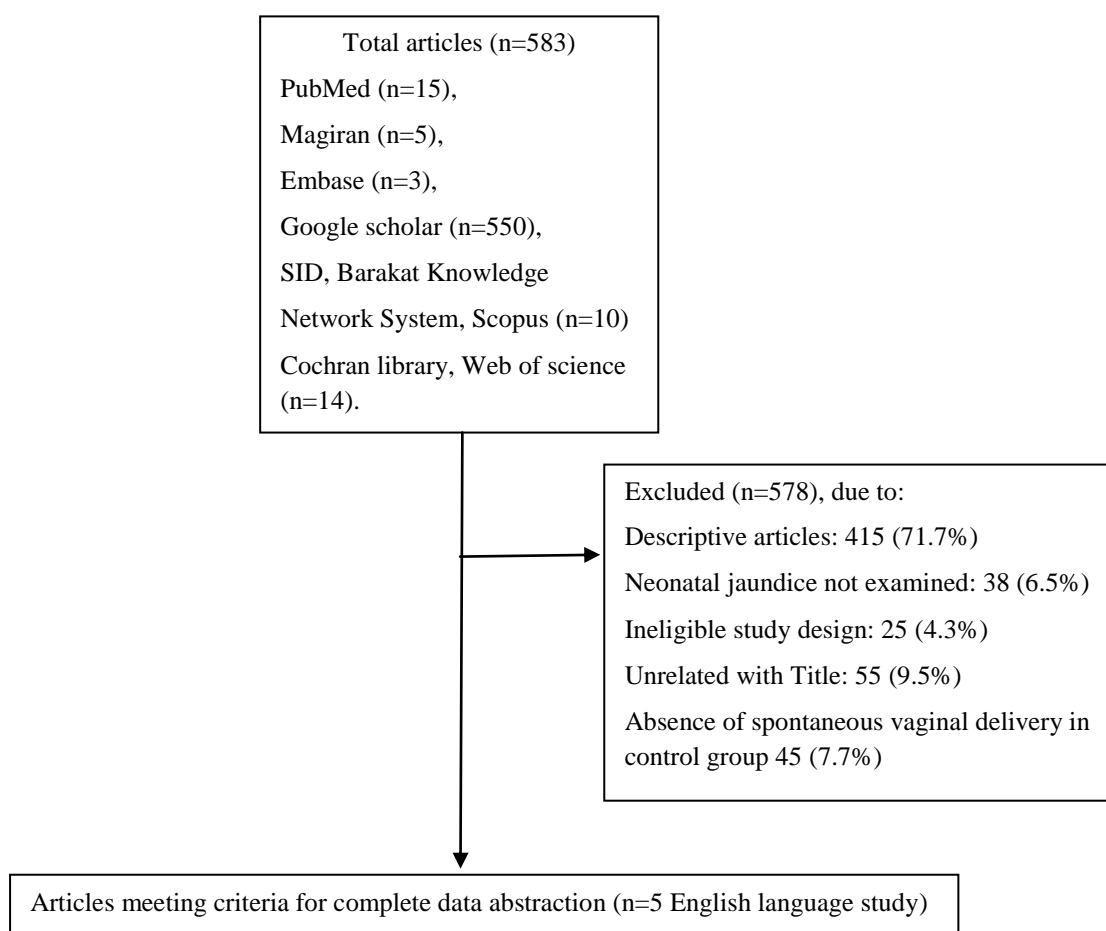 Total articles (n=583)
PubMed (n=15),
Magiran (n=5),
Embase (n=3),
Google scholar (n=550),
SID, Barakat Knowledge
Network System, Scopus (n=10)
Cochran library, Web of science
(n=14).
Excluded (n=578), due to:
Descriptive articles: 415 (71.7%)
Neonatal jaundice not examined: 38 (6.5%)
Ineligible study design: 25 (4.3%)
Unrelated with Title: 55 (9.5%)
Absence of spontaneous vaginal delivery in
control group 45 (7.7%)
Articles meeting criteria for complete data abstraction (n=5 English language study)